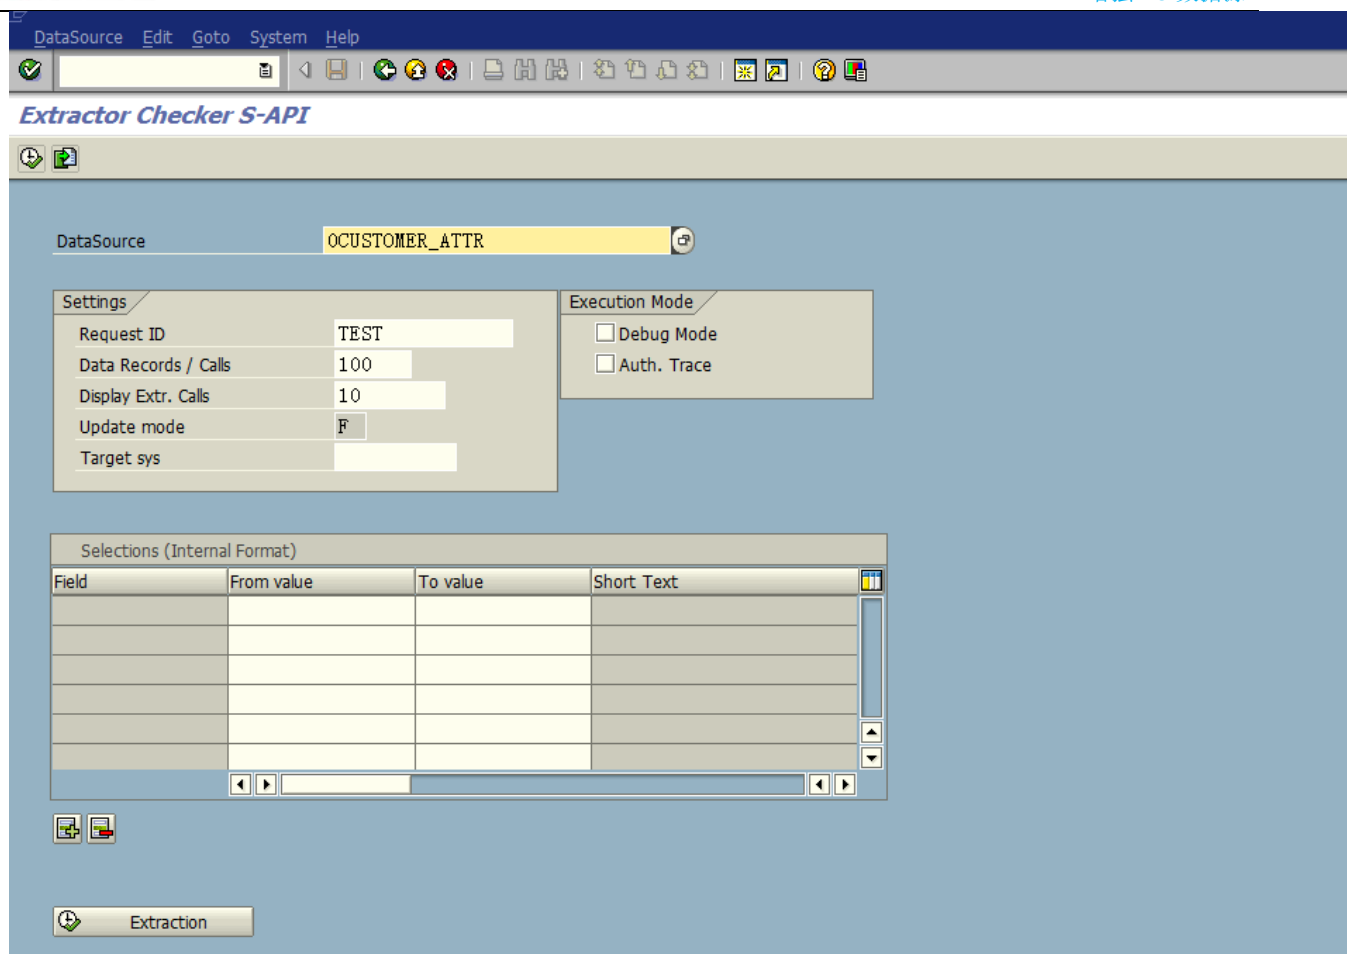 DataSource Edit Goto System Help
Extractor Checker S-API
DataSource 0CUSTOMER_ATTR
Settings
Request ID TEST
Data Records / Calls 100
Display Extr. Calls 10
Update mode F
Target sys
Execution Mode
Debug Mode
Auth. Trace
Selections (Internal Format)
Field From value To value Short Text
Extraction